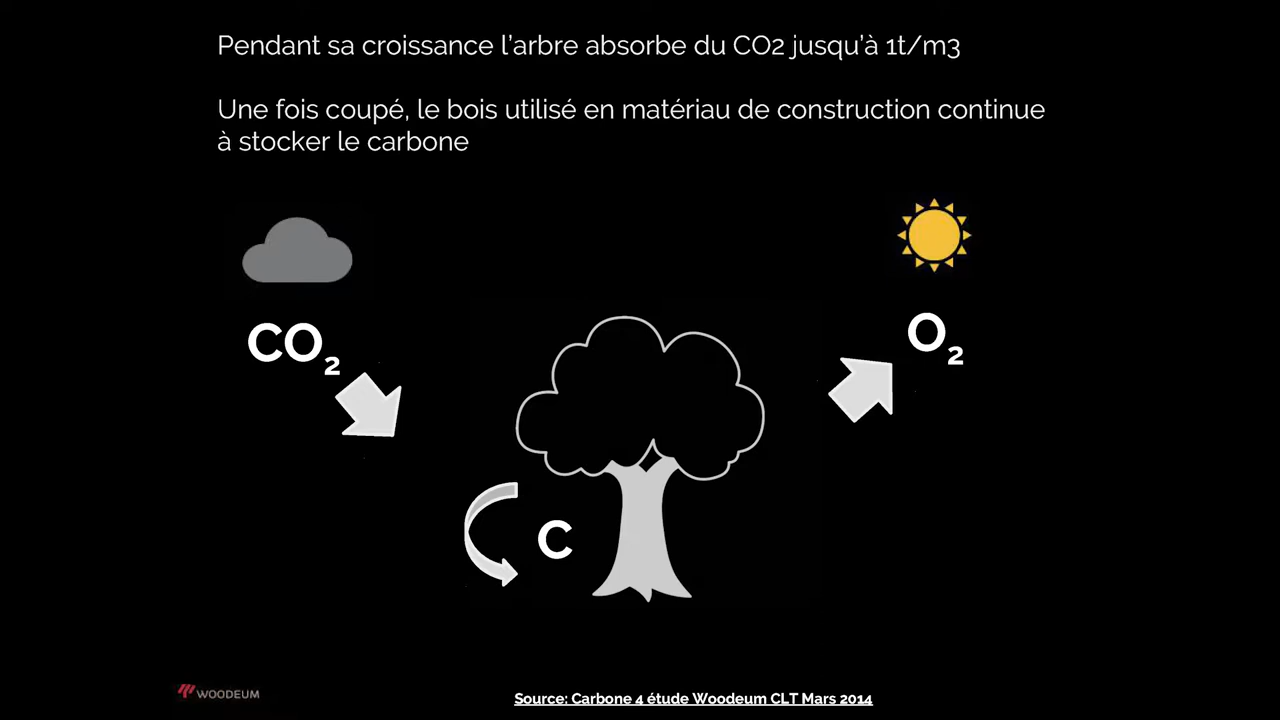 Pendant sa croissance l’arbre absorbe du CO2 jusqu’à 1t/m3
Une fois coupé, le bois utilisé en matériau de construction continue
à stocker le carbone
CO₂
O₂
C
WOODEUM
Source: Carbone 4 étude Woodeum CLT Mars 2014